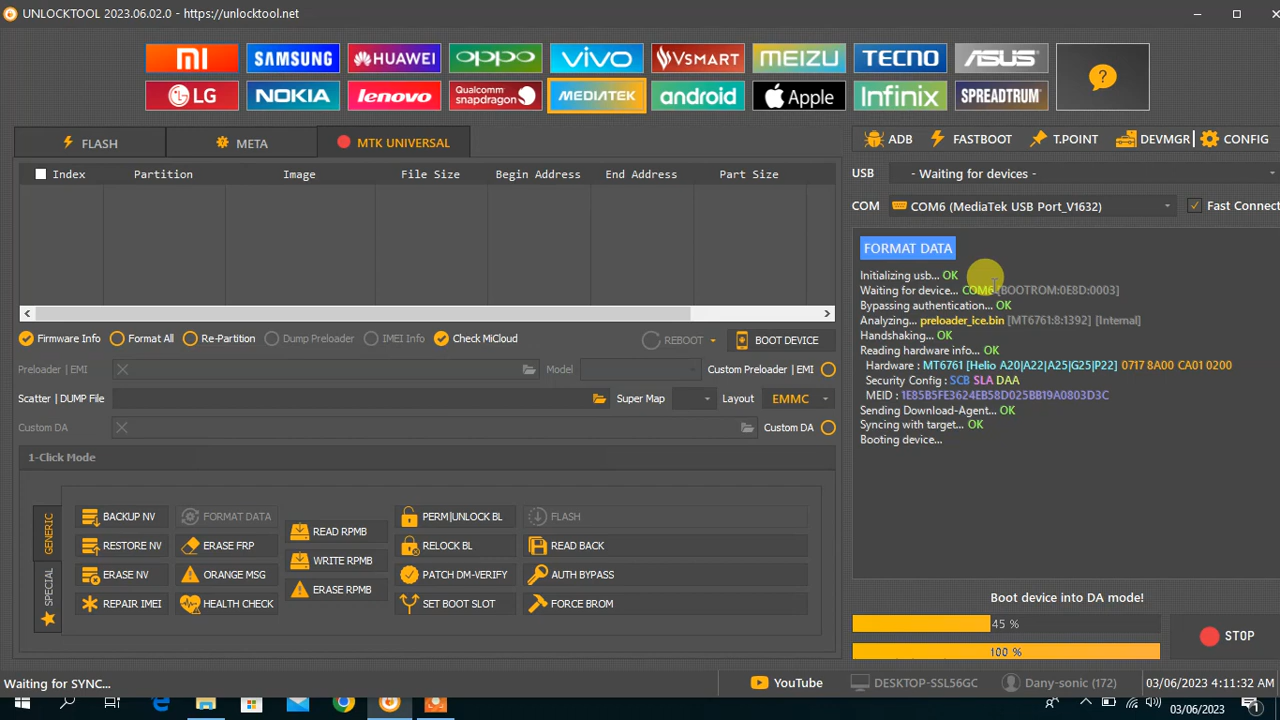 UNLOCKTOOL 2023.06.02.0 - https://unlocktool.net
SAMSUNG HUAWEI oppo vivo VSMART MEIZU TECNO ASUS
LG NOKIA lenovo Qualcomm snapdragon MEDIATEK android Apple Infinix SPREADTRUM ?
FLASH META MTK UNIVERSAL
ADB FASTBOOT T.POINT DEVMGR CONFIG
Index Partition Image File Size Begin Address End Address Part Size
USB - Waiting for devices -
COM COM6 (MediaTek USB Port_V1632) Fast Connect
FORMAT DATA
Initializing usb... OK
Waiting for device... COM6 [BOOTROM:0E8D:0003]
Bypassing authentication... OK
Analyzing... preloader_ice.bin [MT6761:8:1392] [Internal]
Handshaking... OK
Reading hardware info... OK
Hardware : MT6761 [Helio A20|A22|A25|G25|P22] 0717 8A00 CA01 0200
Security Config : SCB SLA DAA
MEID : 1E85B5FE3624EB58D025BB19A0803D3C
Sending Download-Agent... OK
Syncing with target... OK
Booting device...
Firmware Info Format All Re-Partition Dump Preloader IMEI Info Check MiCloud REBOOT BOOT DEVICE
Preloader | EMI Model Custom Preloader | EMI
Scatter | DUMP File Super Map Layout EMMC
Custom DA Custom DA
1-Click Mode
GENERIC
SPECIAL
BACKUP NV FORMAT DATA READ RPMB PERM|UNLOCK BL FLASH
RESTORE NV ERASE FRP WRITE RPMB RELOCK BL READ BACK
ERASE NV ORANGE MSG ERASE RPMB PATCH DM-VERIFY AUTH BYPASS
REPAIR IMEI HEALTH CHECK SET BOOT SLOT FORCE BROM
Boot device into DA mode!
45 %
100 %
STOP
Waiting for SYNC...
YouTube DESKTOP-SSL56GC Dany-sonic (172) 03/06/2023 4:11:32 AM
03/06/2023
1